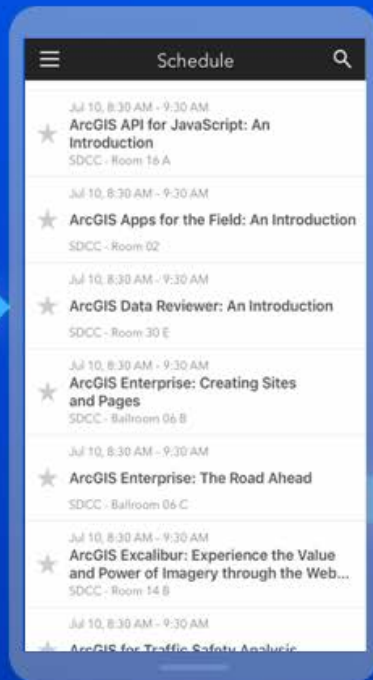 Schedule
Jul 10, 8:30 AM - 9:30 AM
ArcGIS API for JavaScript: An
Introduction
SDCC - Room 16 A
Jul 10, 8:30 AM - 9:30 AM
ArcGIS Apps for the Field: An Introduction
SDCC - Room 02
Jul 10, 8:30 AM - 9:30 AM
ArcGIS Data Reviewer: An Introduction
SDCC - Room 30 E
Jul 10, 8:30 AM - 9:30 AM
ArcGIS Enterprise: Creating Sites
and Pages
SDCC - Ballroom 06 B
Jul 10, 8:30 AM - 9:30 AM
ArcGIS Enterprise: The Road Ahead
SDCC - Ballroom 06 C
Jul 10, 8:30 AM - 9:30 AM
ArcGIS Excalibur: Experience the Value
and Power of Imagery through the Web...
SDCC - Room 14 B
Jul 10, 8:30 AM - 9:30 AM
ArcGIS for Traffic Safety Analysis